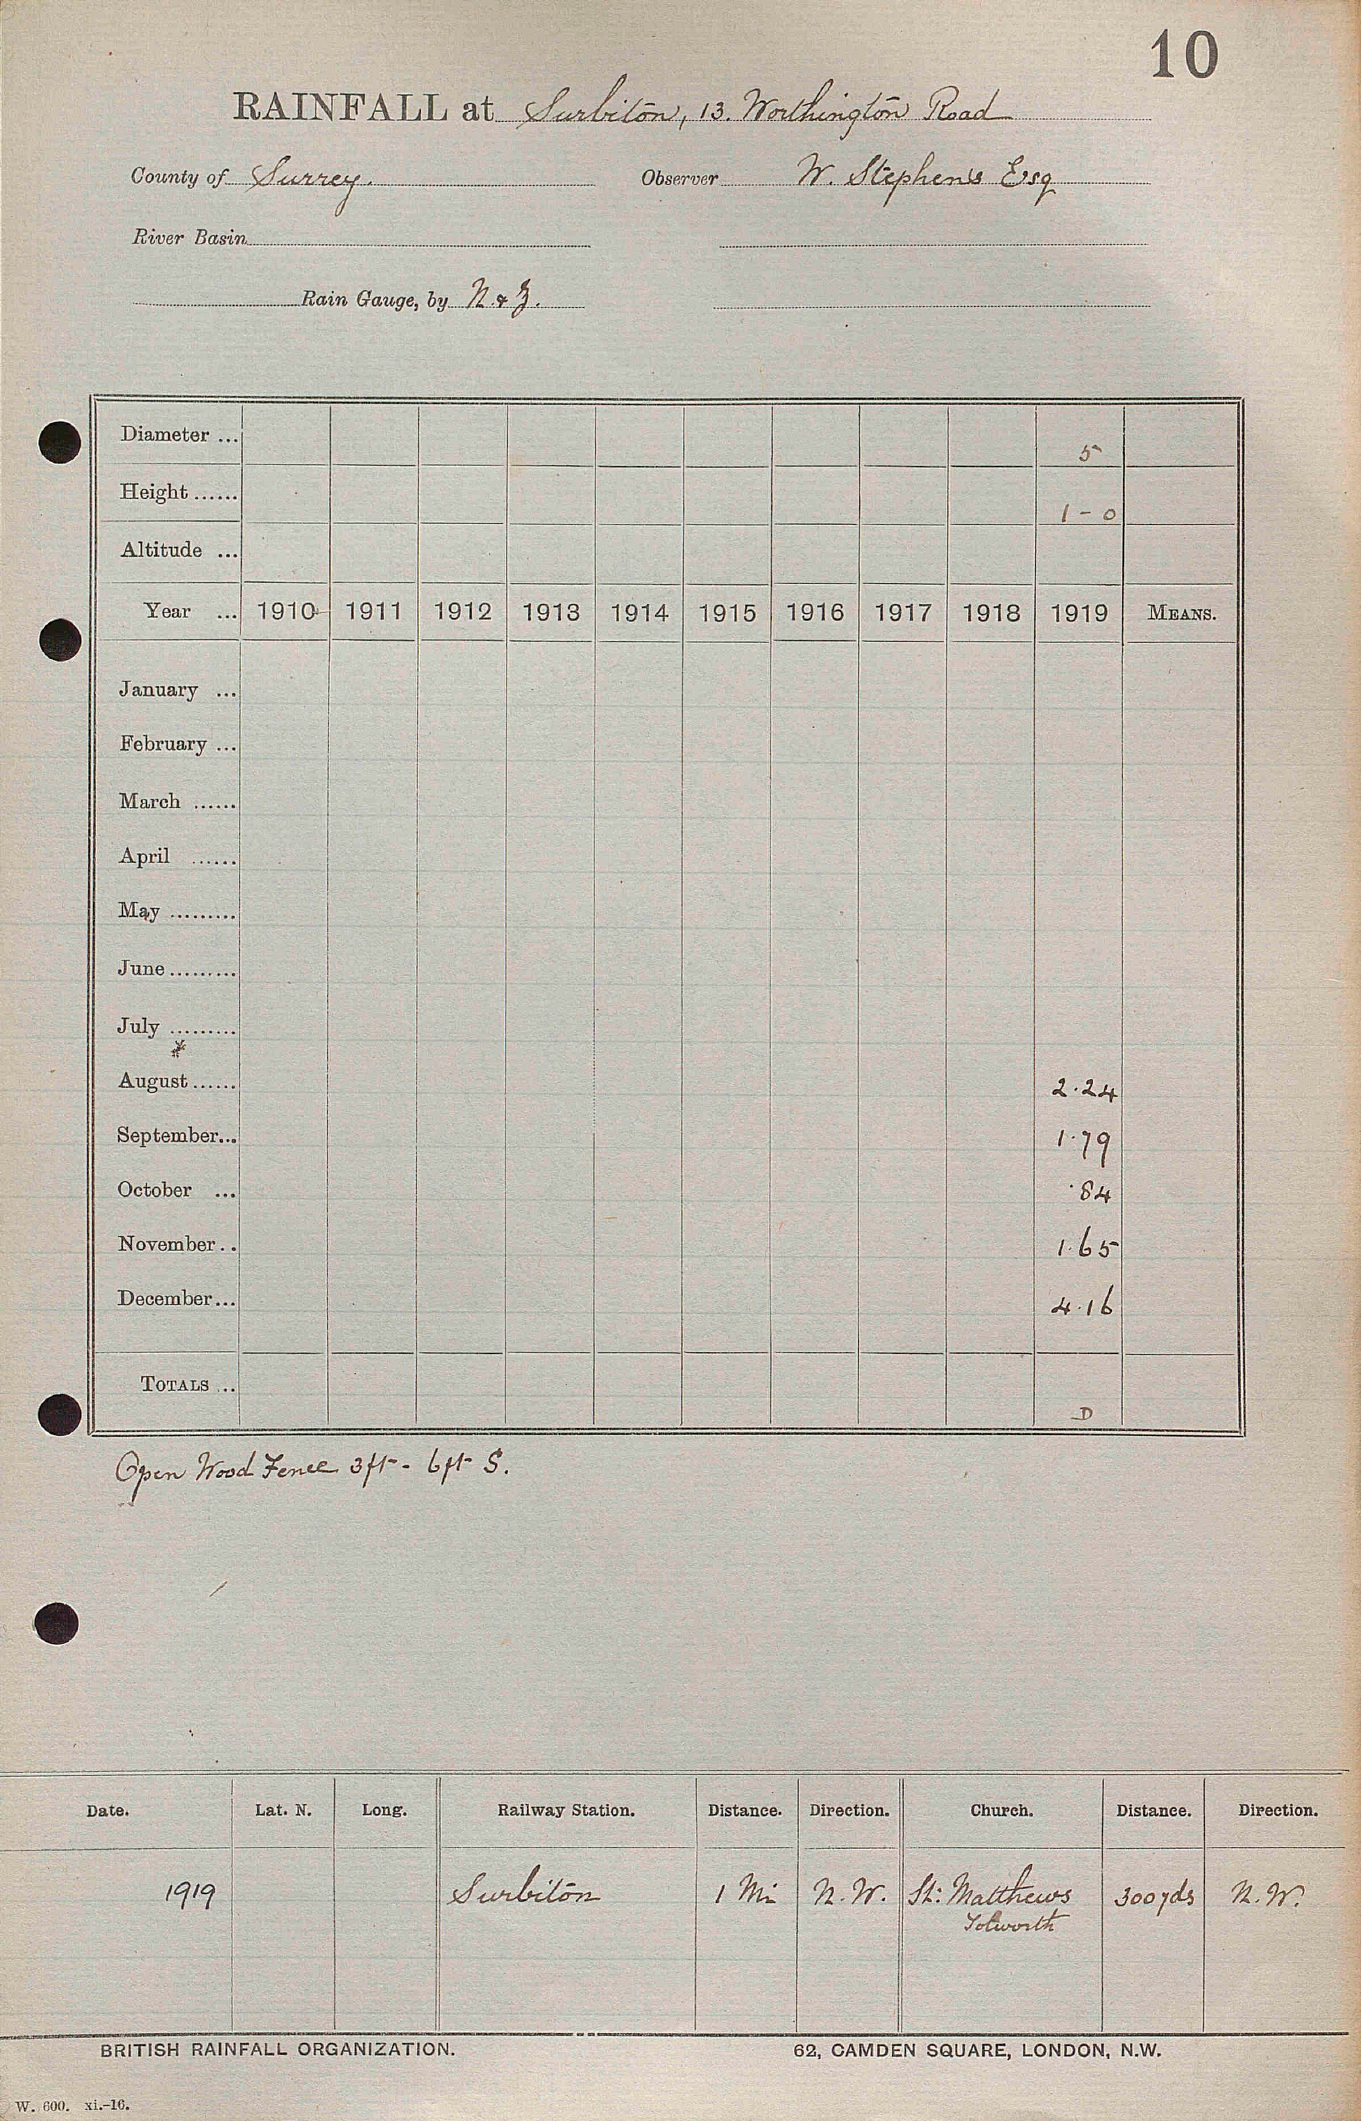 10
RAINFALL at Surbiton, 13. Worthington Road
County of Surrey. Observer W. Stephens Esq
River Basin
Rain Gauge, by N & Z.
Diameter ... 5
Height ...... 1 - 0
Altitude ...
Year ... 1910 1911 1912 1913 1914 1915 1916 1917 1918 1919 MEANS.
January ...
February ...
March ......
April ......
May .........
June .........
July .........
*
August ...... 2.24
September... 1.79
October ... .84
November .. 1.65
December... 4.16
TOTALS ... D
Open Wood Fence 3ft - 6ft S.
Date. Lat. N. Long. Railway Station. Distance. Direction. Church. Distance. Direction.
1919 Surbiton 1 Mi N.W. St: Matthews 300yds N.W.
Tolworth
BRITISH RAINFALL ORGANIZATION. 62, CAMDEN SQUARE, LONDON, N.W.
W. 600. xi.-16.